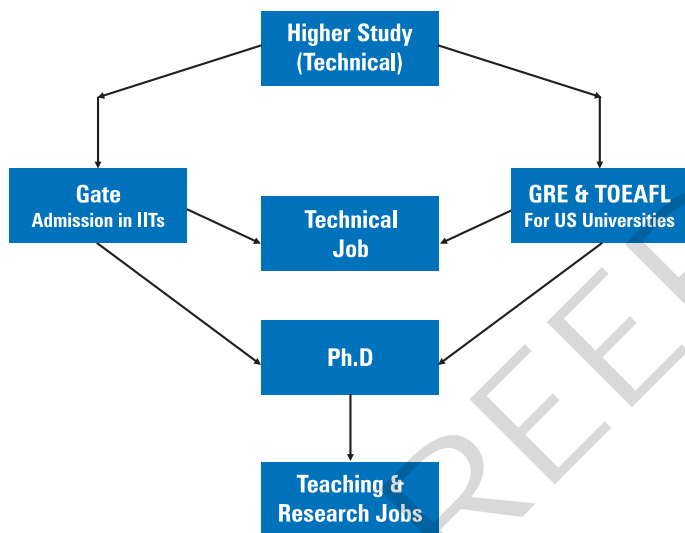 Higher Study
(Technical)
Gate
Admission in IITs
Technical
Job
GRE & TOEAFL
For US Universities
Ph.D
Teaching &
Research Jobs